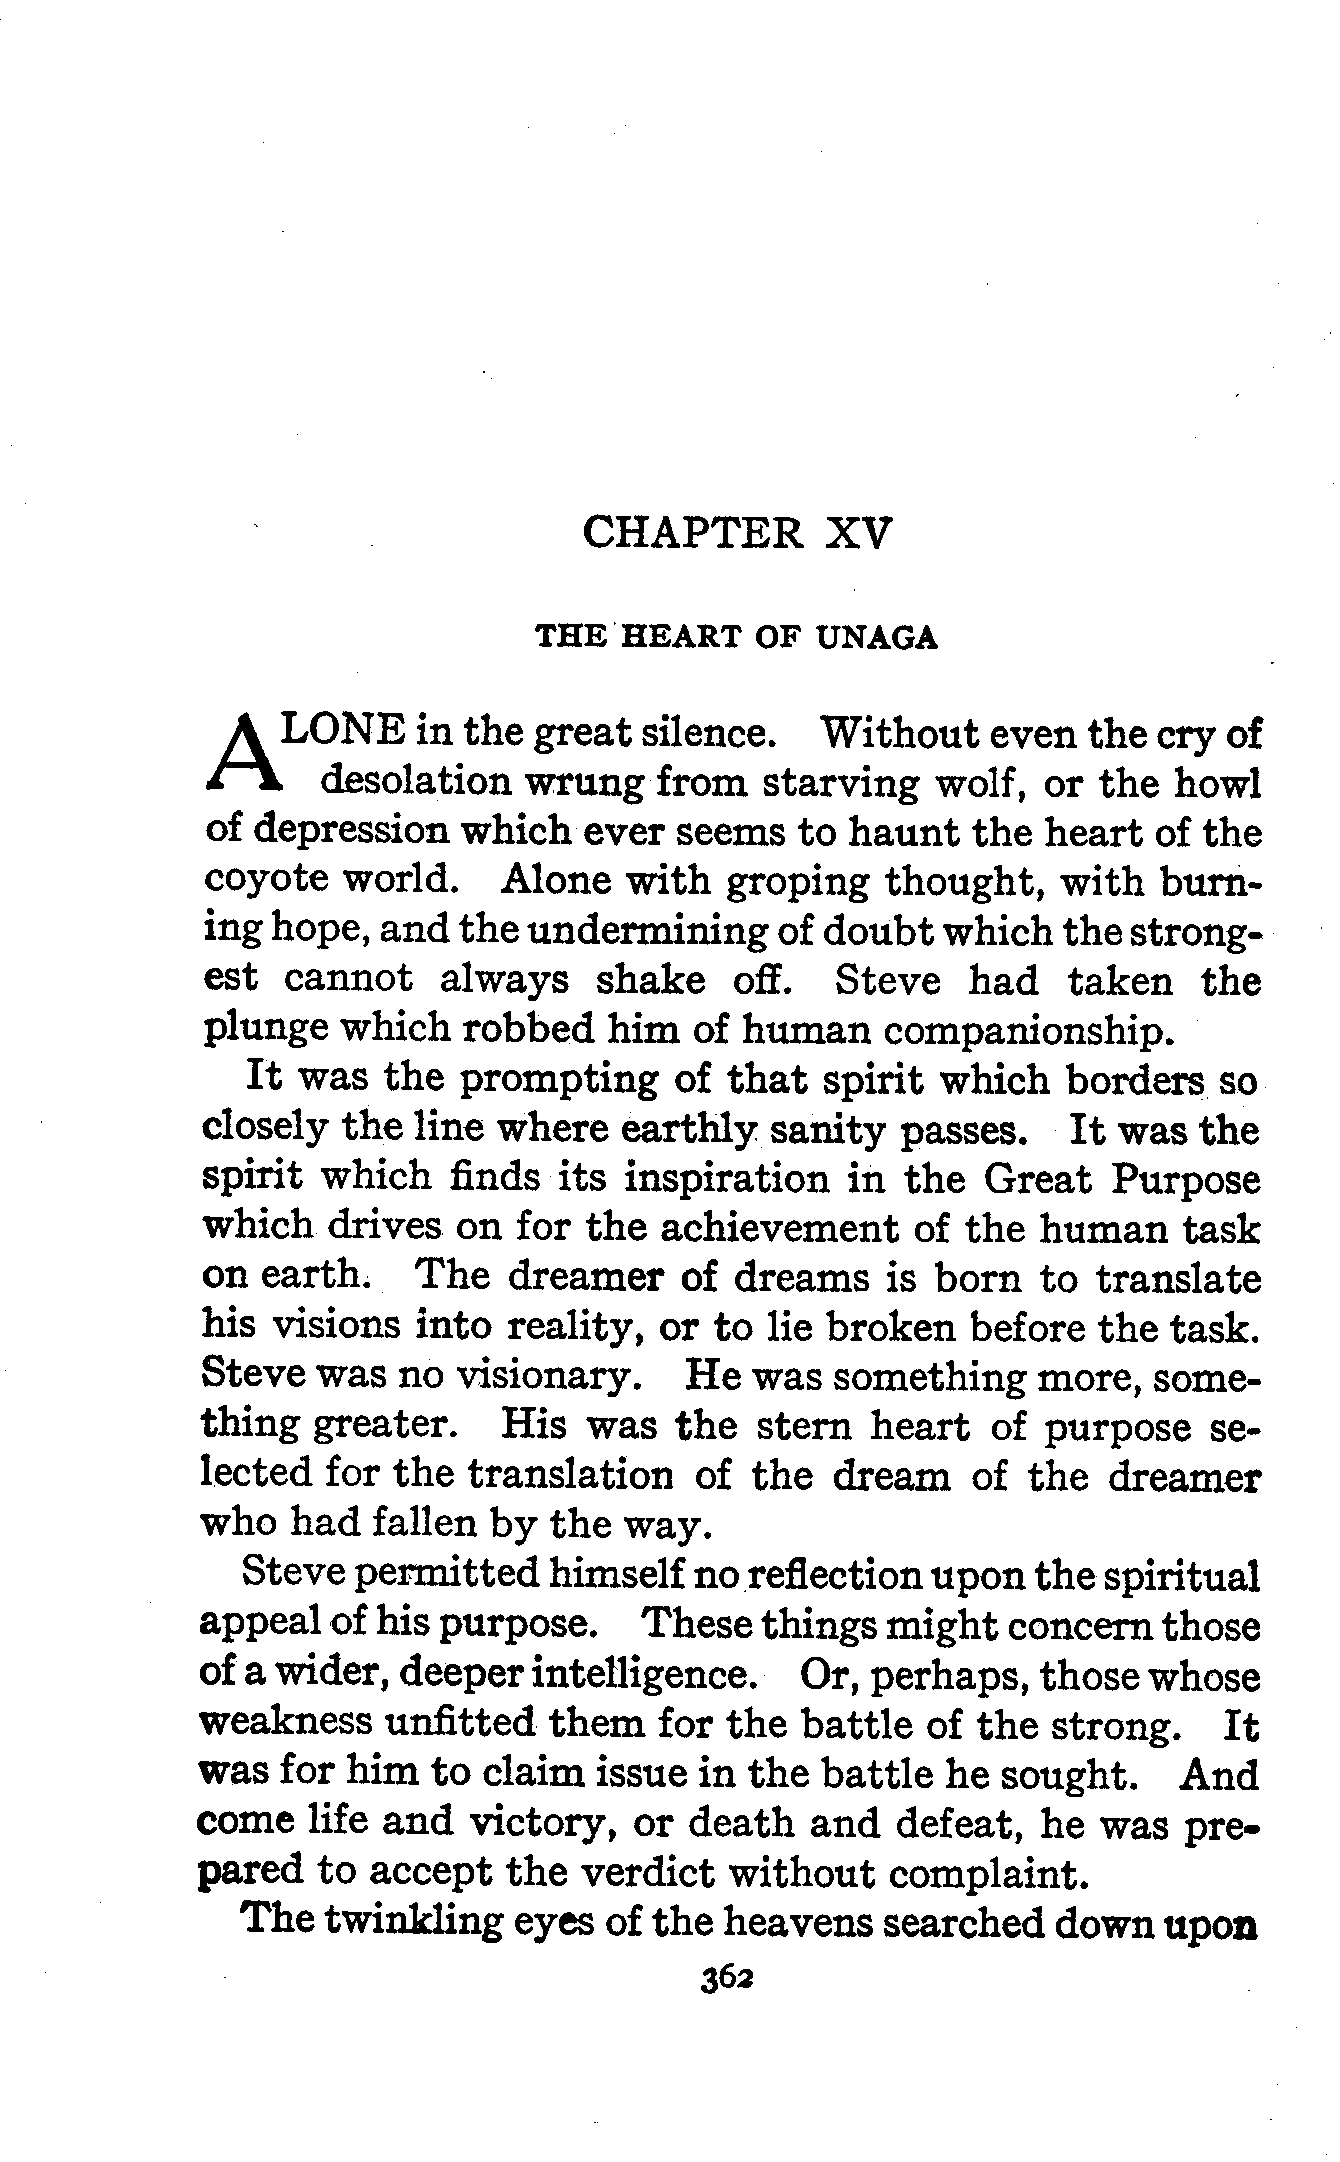 CHAPTER XV
THE HEART OF UNAGA
ALONE in the great silence. Without even the cry of
desolation wrung from starving wolf, or the howl
of depression which ever seems to haunt the heart of the
coyote world. Alone with groping thought, with burn-
ing hope, and the undermining of doubt which the strong-
est cannot always shake off. Steve had taken the
plunge which robbed him of human companionship.
It was the prompting of that spirit which borders so
closely the line where earthly sanity passes. It was the
spirit which finds its inspiration in the Great Purpose
which drives on for the achievement of the human task
on earth. The dreamer of dreams is born to translate
his visions into reality, or to lie broken before the task.
Steve was no visionary. He was something more, some-
thing greater. His was the stern heart of purpose se-
lected for the translation of the dream of the dreamer
who had fallen by the way.
Steve permitted himself no reflection upon the spiritual
appeal of his purpose. These things might concern those
of a wider, deeper intelligence. Or, perhaps, those whose
weakness unfitted them for the battle of the strong. It
was for him to claim issue in the battle he sought. And
come life and victory, or death and defeat, he was pre-
pared to accept the verdict without complaint.
The twinkling eyes of the heavens searched down upon
362